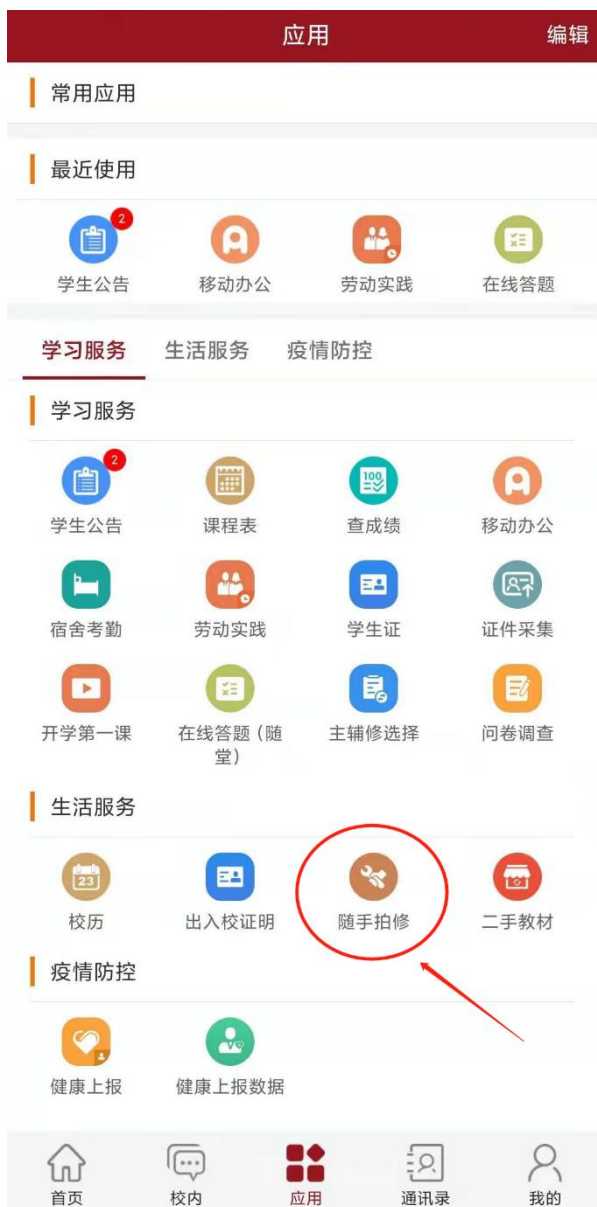 应用 编辑
常用应用
最近使用
2
学生公告 移动办公 劳动实践 在线答题
学习服务 生活服务 疫情防控
学习服务
2 100
学生公告 课程表 查成绩 移动办公
宿舍考勤 劳动实践 学生证 证件采集
开学第一课 在线答题（随 主辅修选择 问卷调查
堂）
生活服务
23
校历 出入校证明 随手拍修 二手教材
疫情防控
健康上报 健康上报数据
首页 校内 应用 通讯录 我的